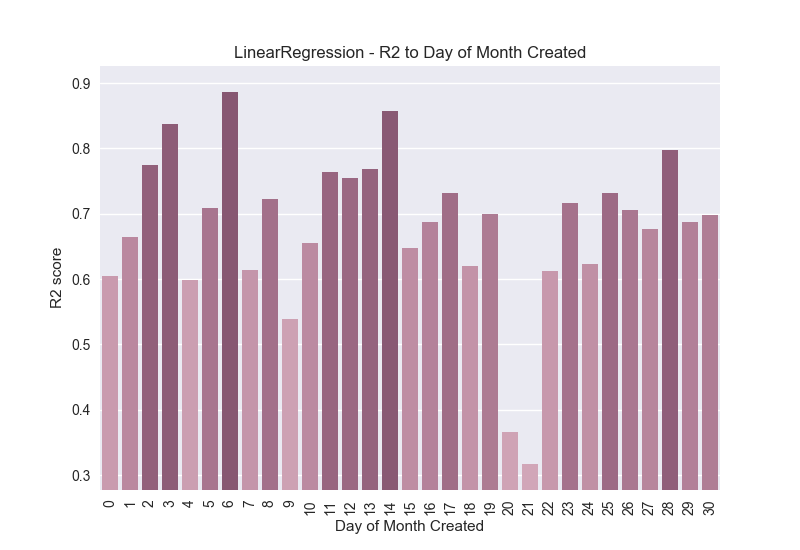 LinearRegression - R2 to Day of Month Created
0.9
0.8
0.7
0.6
0.5
0.4
0.3
R2 score
0 1 2 3 4 5 6 7 8 9 10 11 12 13 14 15 16 17 18 19 20 21 22 23 24 25 26 27 28 29 30
Day of Month Created